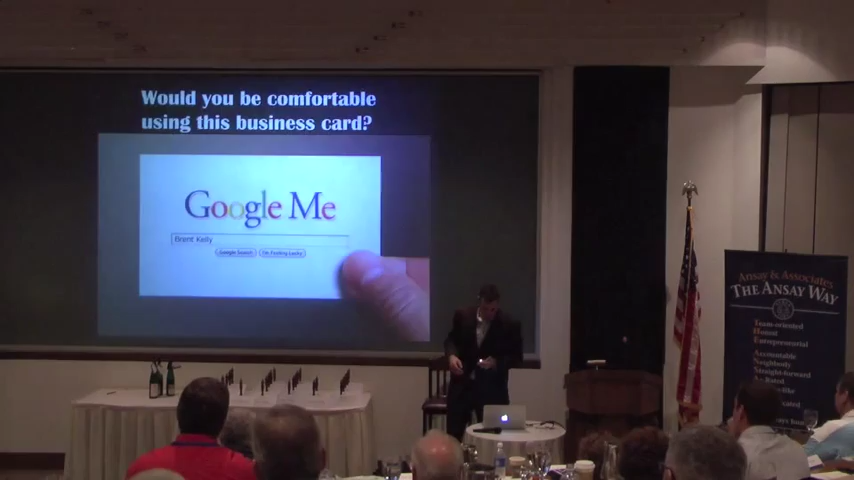 Would you be comfortable
using this business card?
Google Me
Brent Kelly
Google Search I'm Feeling Lucky
Ansay & Associates
THE ANSAY WAY
Team-oriented
Honest
Entrepreneurial
Accountable
Neighborly
Straight-forward